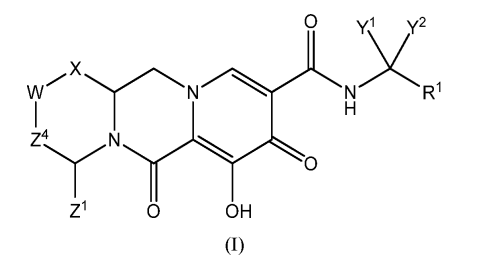 O Y¹ Y²
X
W N N H R¹
Z⁴ N O
Z¹ O OH
(I)